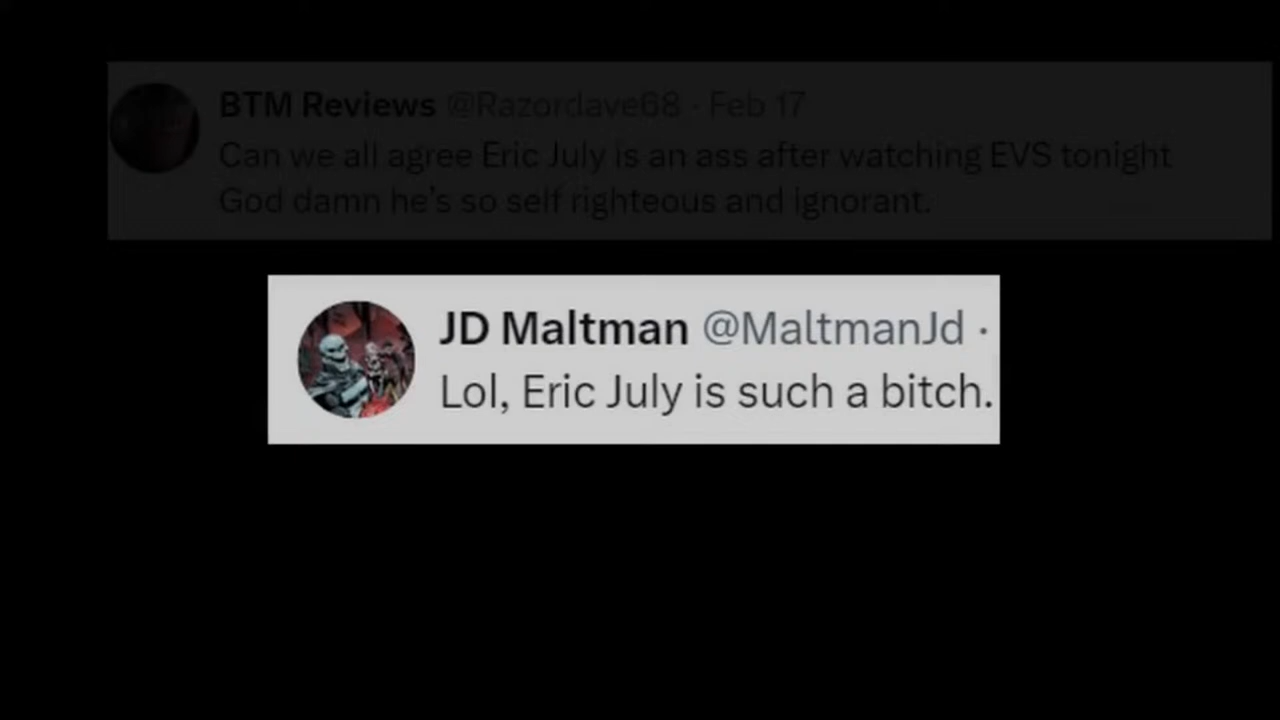 BTM Reviews @Razordave68 · Feb 17
Can we all agree Eric July is an ass after watching EVS tonight
God damn he's so self righteous and ignorant.
JD Maltman @MaltmanJd ·
Lol, Eric July is such a bitch.